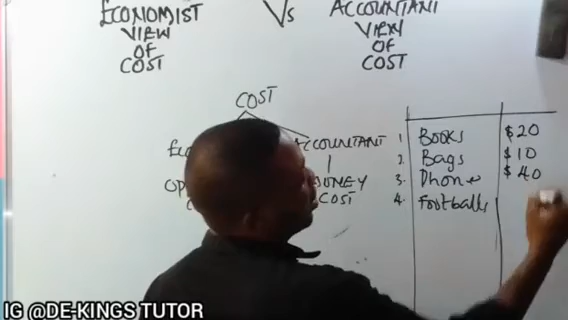 ECONOMIST VIEW OF COST
Vs
ACCOUNTANT VIEW OF COST
COST
ACCOUNTANT
MONEY COST
1. Books $20
2. Bags $10
3. Phone $40
4. Footballs
IG @DE-KINGS TUTOR